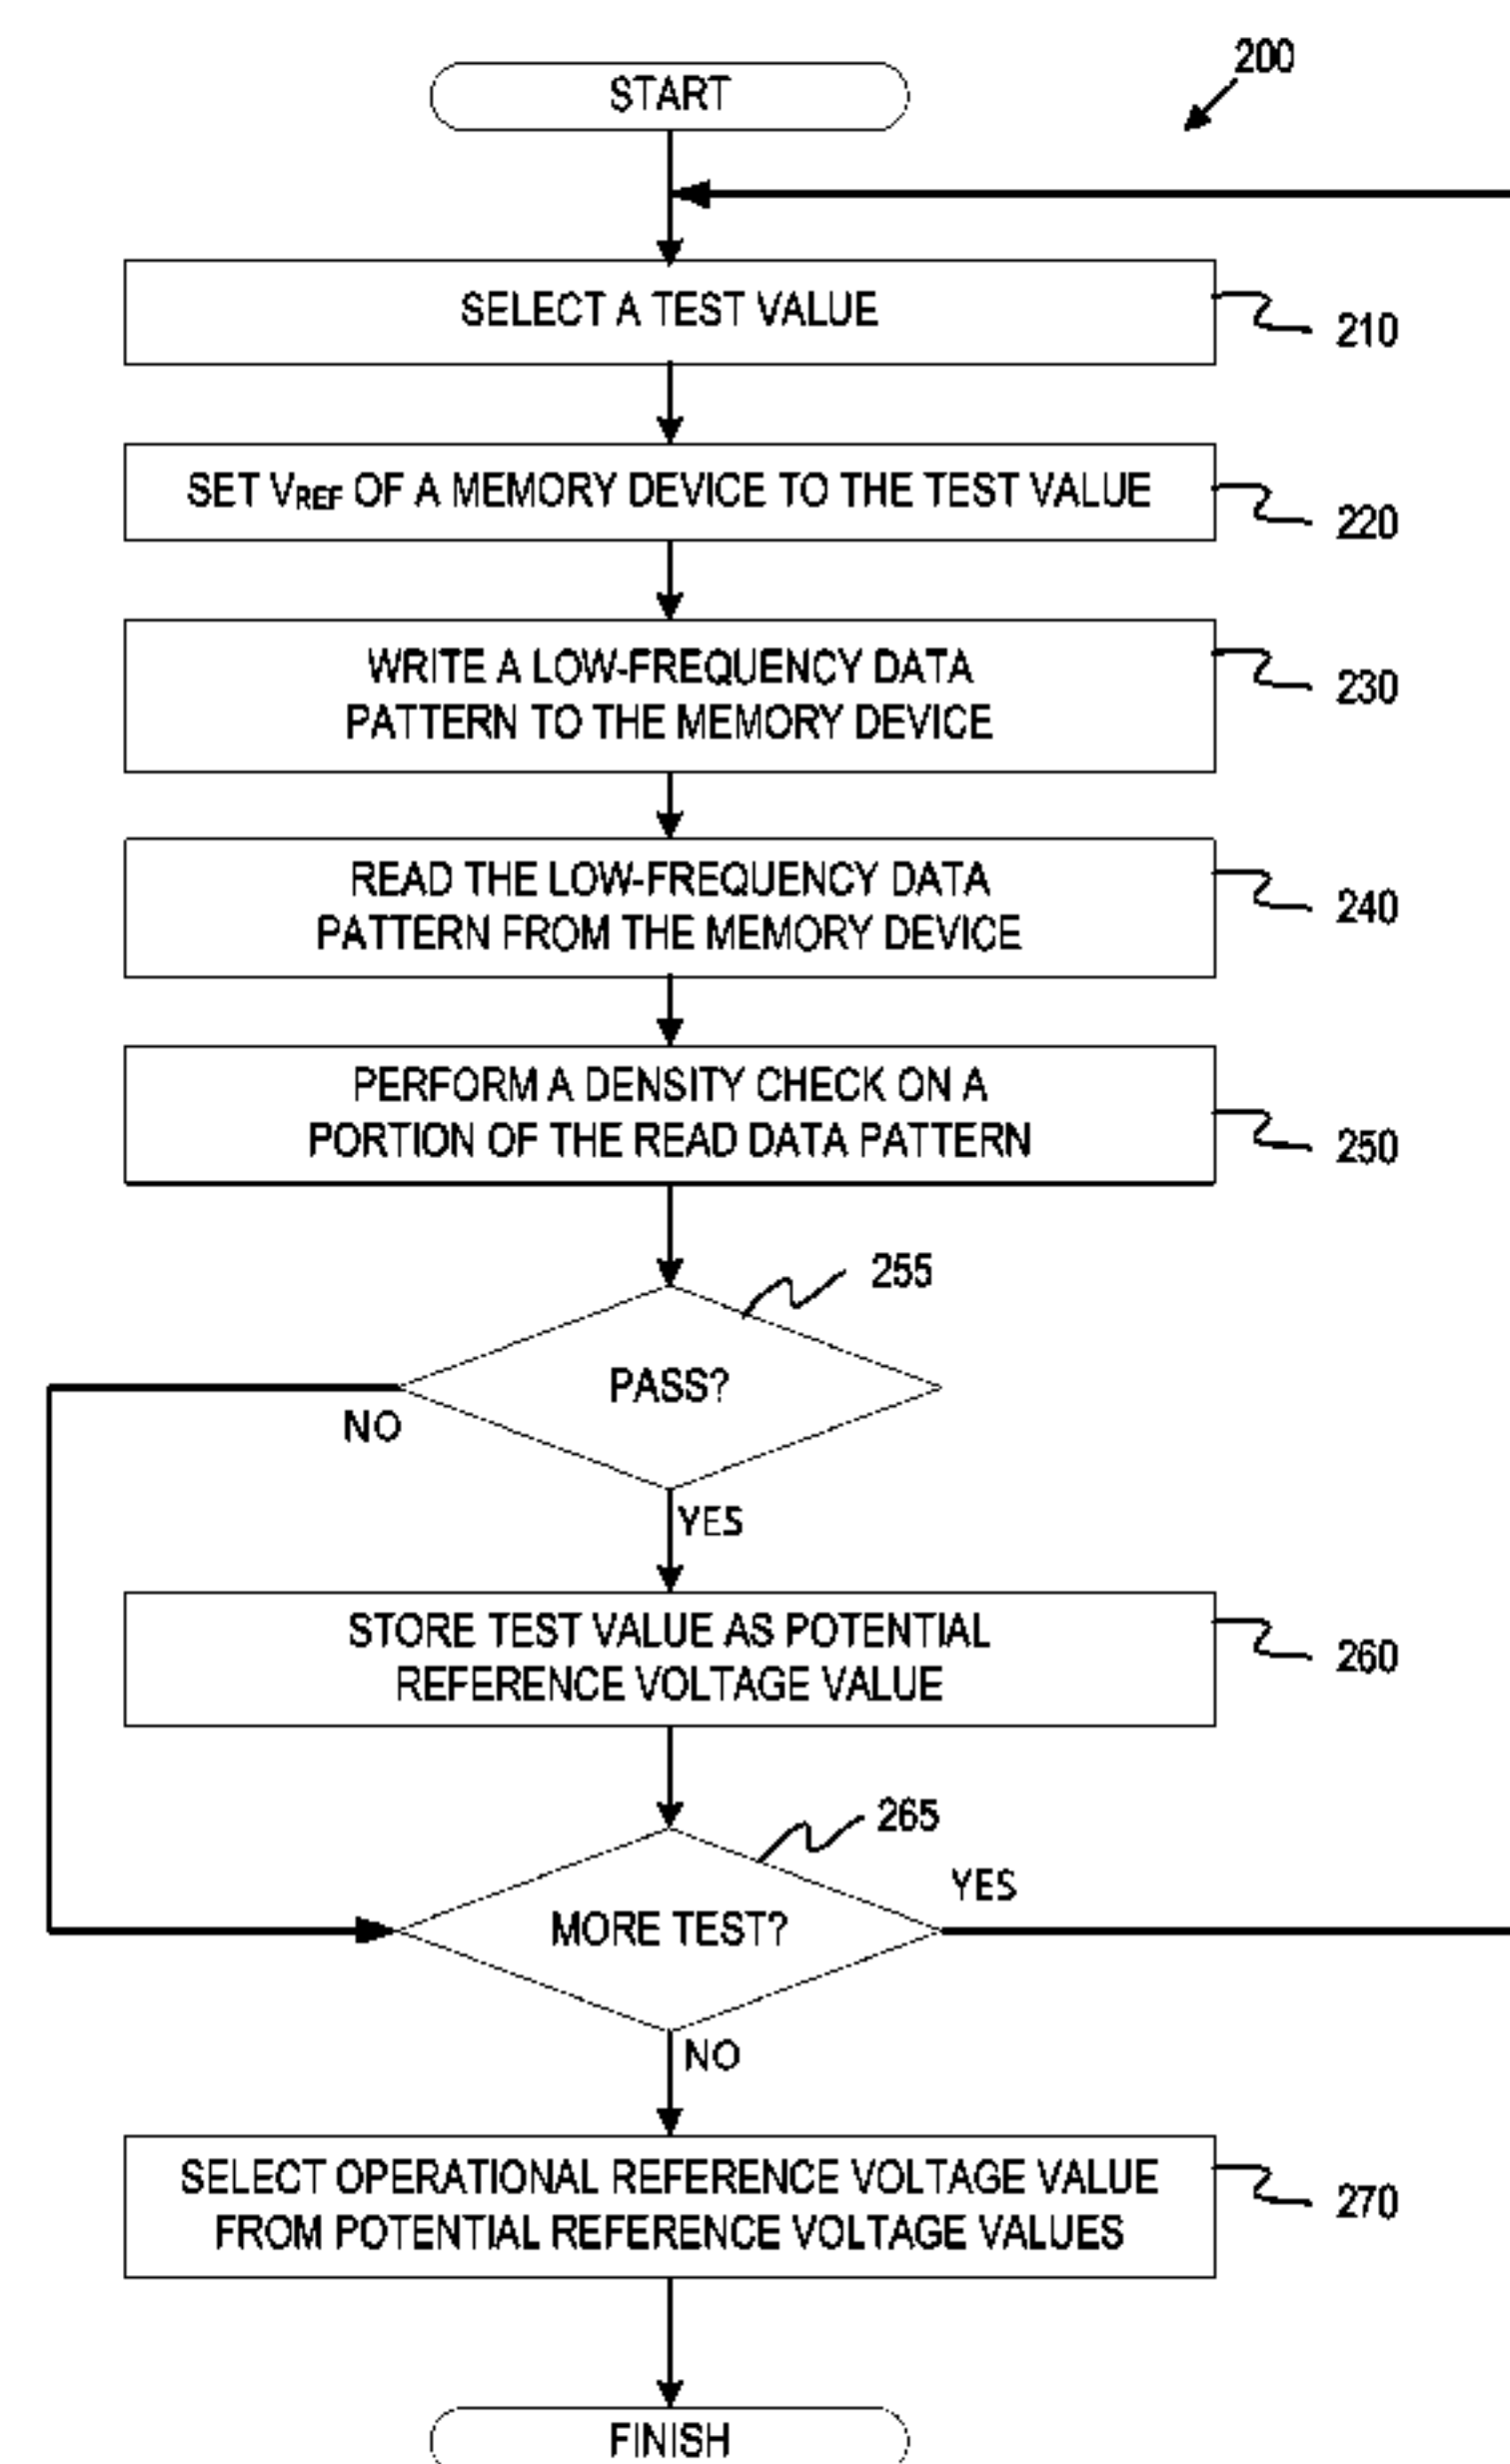 200
START
SELECT A TEST VALUE
210
SET VREF OF A MEMORY DEVICE TO THE TEST VALUE
220
WRITE A LOW-FREQUENCY DATA
PATTERN TO THE MEMORY DEVICE
230
READ THE LOW-FREQUENCY DATA
PATTERN FROM THE MEMORY DEVICE
240
PERFORM A DENSITY CHECK ON A
PORTION OF THE READ DATA PATTERN
250
255
PASS?
NO
YES
STORE TEST VALUE AS POTENTIAL
REFERENCE VOLTAGE VALUE
260
265
YES
MORE TEST?
NO
SELECT OPERATIONAL REFERENCE VOLTAGE VALUE
FROM POTENTIAL REFERENCE VOLTAGE VALUES
270
FINISH